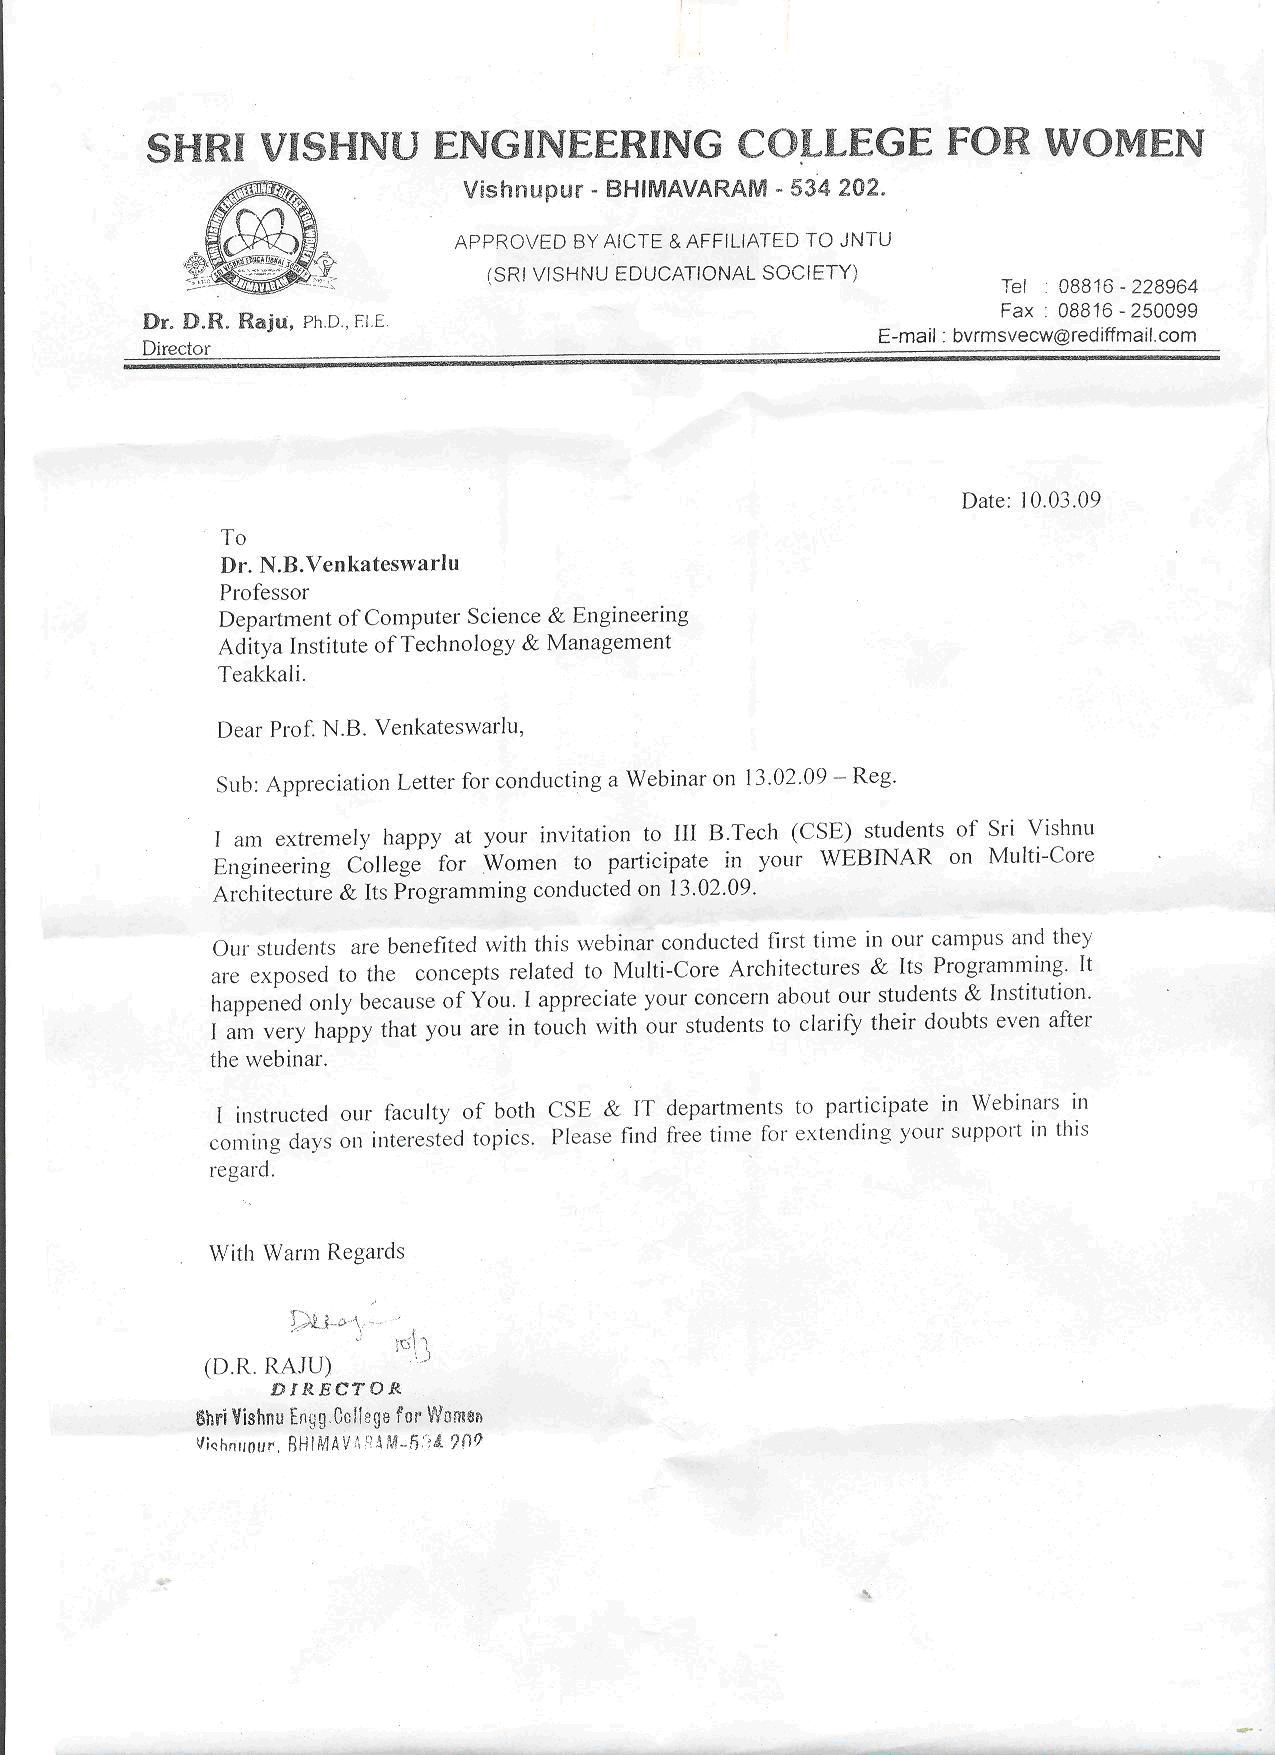 SHRI VISHNU ENGINEERING COLLEGE FOR WOMEN
Vishnupur - BHIMAVARAM - 534 202.
APPROVED BY AICTE & AFFILIATED TO JNTU
(SRI VISHNU EDUCATIONAL SOCIETY)
Tel : 08816 - 228964
Fax : 08816 - 250099
E-mail : bvrmsvecw@rediffmail.com
Dr. D.R. Raju, Ph.D., F.I.E.
Director
Date: 10.03.09
To
Dr. N.B.Venkateswarlu
Professor
Department of Computer Science & Engineering
Aditya Institute of Technology & Management
Teakkali.
Dear Prof. N.B. Venkateswarlu,
Sub: Appreciation Letter for conducting a Webinar on 13.02.09 – Reg.
I am extremely happy at your invitation to III B.Tech (CSE) students of Sri Vishnu
Engineering College for Women to participate in your WEBINAR on Multi-Core
Architecture & Its Programming conducted on 13.02.09.
Our students are benefited with this webinar conducted first time in our campus and they
are exposed to the concepts related to Multi-Core Architectures & Its Programming. It
happened only because of You. I appreciate your concern about our students & Institution.
I am very happy that you are in touch with our students to clarify their doubts even after
the webinar.
I instructed our faculty of both CSE & IT departments to participate in Webinars in
coming days on interested topics. Please find free time for extending your support in this
regard.
With Warm Regards
10/3
(D.R. RAJU)
DIRECTOR
Shri Vishnu Engg.College for Women
Vishnupur, BHIMAVARAM-534 202